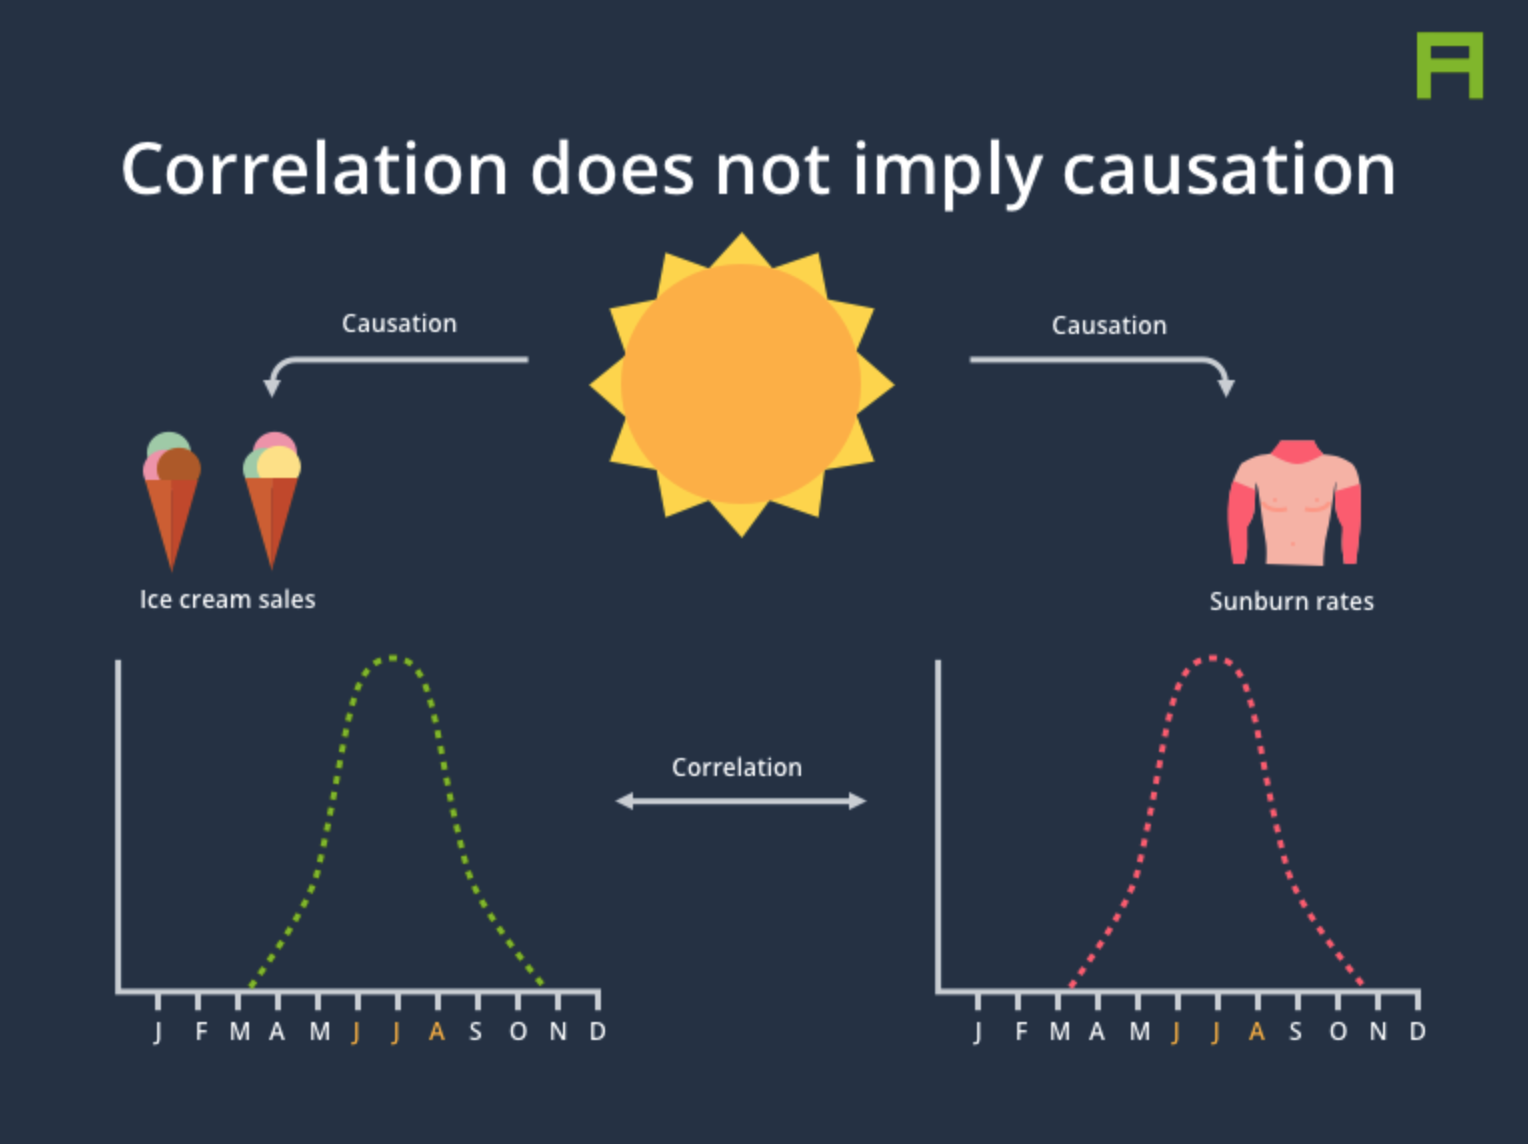 Correlation does not imply causation
Causation
Causation
Ice cream sales
Sunburn rates
Correlation
J F M A M J J A S O N D
J F M A M J J A S O N D